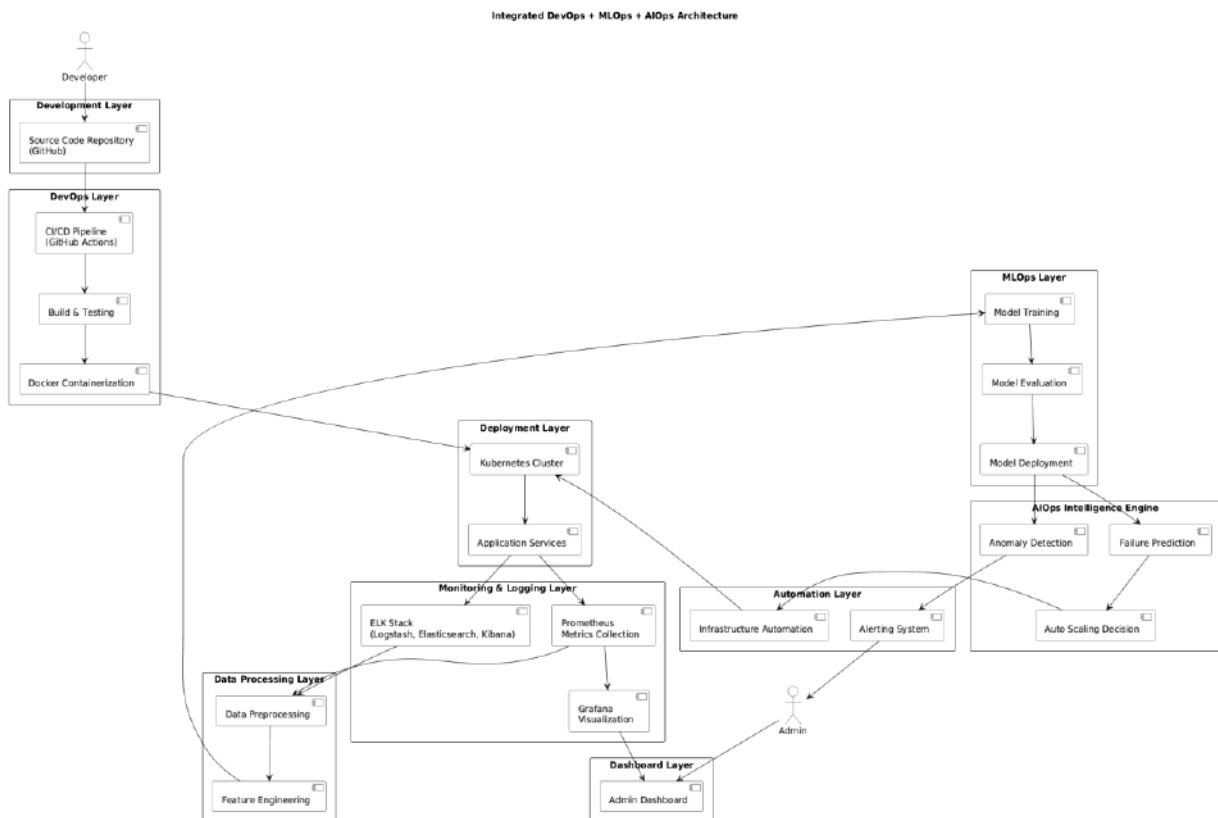 Integrated DevOps + MLOps + AIOps Architecture
Developer
Development Layer
Source Code Repository
(GitHub)
DevOps Layer
CI/CD Pipeline
(GitHub Actions)
Build & Testing
Docker Containerization
MLOps Layer
Model Training
Model Evaluation
Model Deployment
Deployment Layer
Kubernetes Cluster
Application Services
AIOps Intelligence Engine
Anomaly Detection
Failure Prediction
Auto Scaling Decision
Monitoring & Logging Layer
ELK Stack
(Logstash, Elasticsearch, Kibana)
Prometheus
Metrics Collection
Grafana
Visualization
Automation Layer
Infrastructure Automation
Alerting System
Data Processing Layer
Data Preprocessing
Feature Engineering
Admin
Dashboard Layer
Admin Dashboard